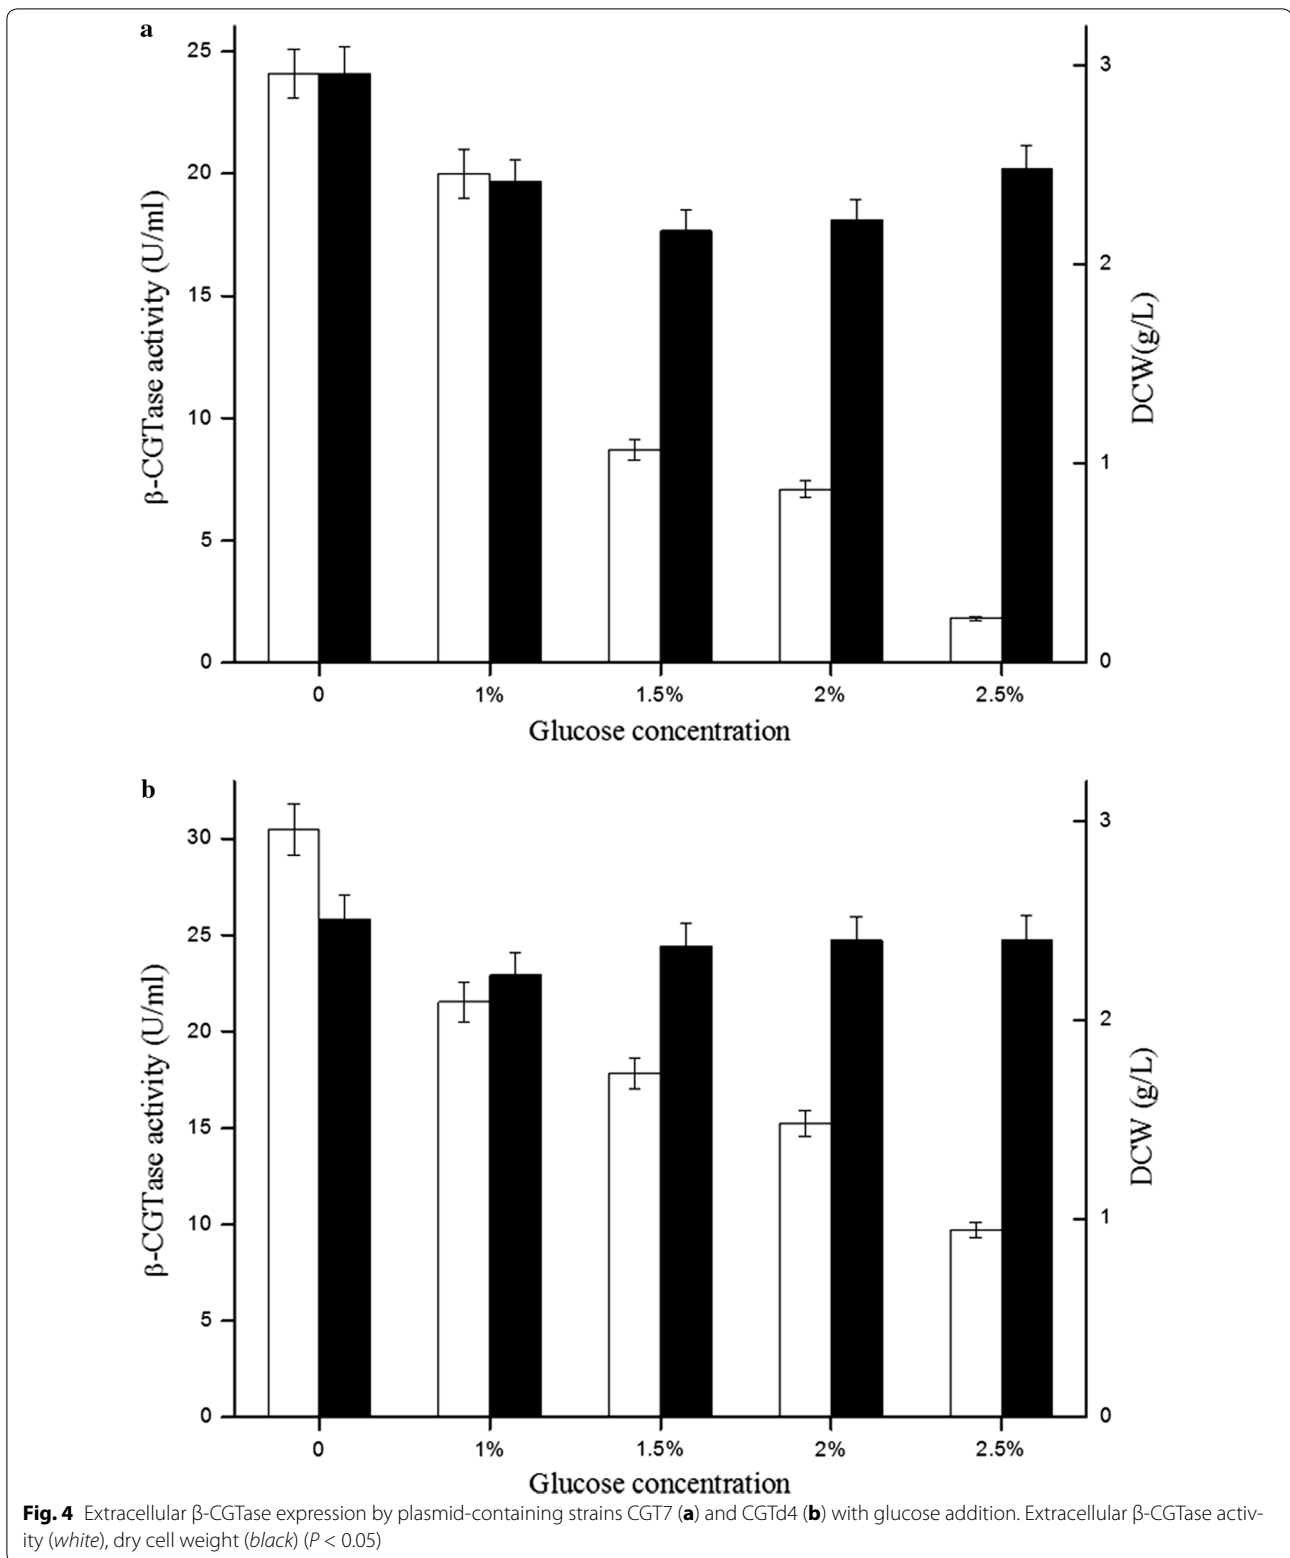 a
25
20
15
10
5
0
β-CGTase activity (U/ml)
3
2
1
0
DCW(g/L)
0 1% 1.5% 2% 2.5%
Glucose concentration
b
30
25
20
15
10
5
0
β-CGTase activity (U/ml)
3
2
1
0
DCW (g/L)
0 1% 1.5% 2% 2.5%
Glucose concentration
Fig. 4 Extracellular β-CGTase expression by plasmid-containing strains CGT7 (a) and CGTd4 (b) with glucose addition. Extracellular β-CGTase activ-
ity (white), dry cell weight (black) (P < 0.05)